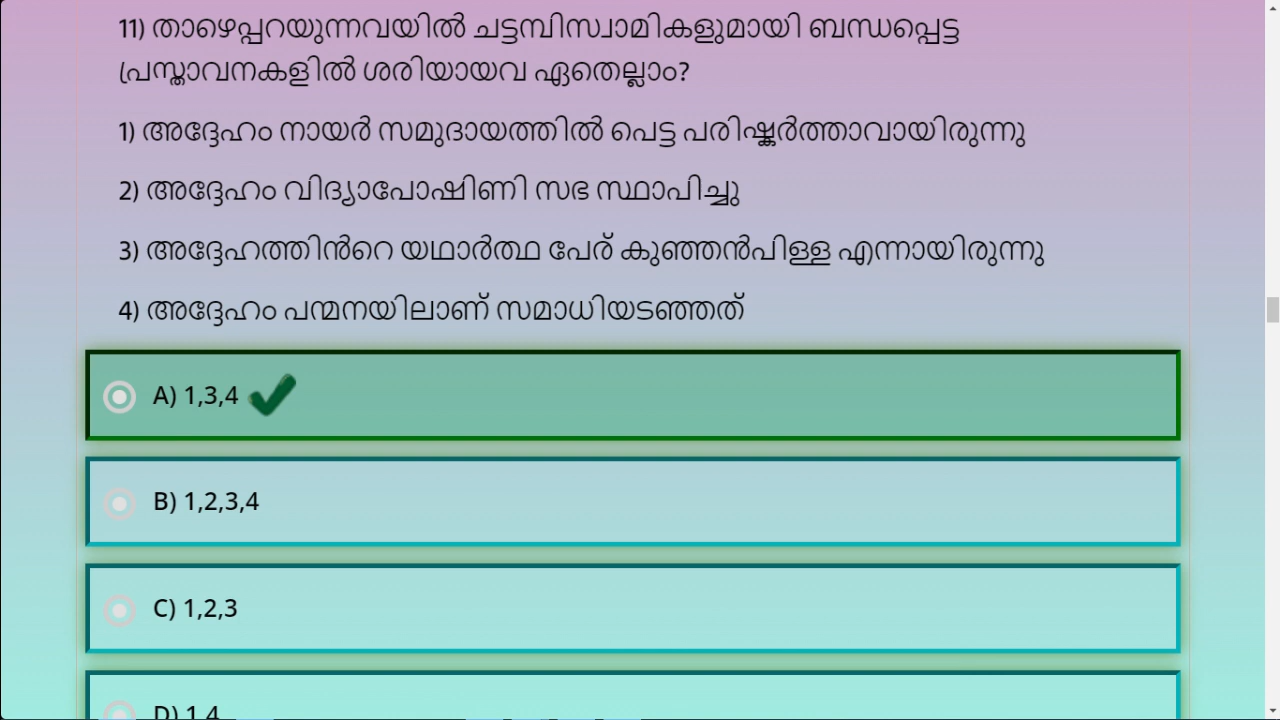 11) താഴെപ്പറയുന്നവയിൽ ചട്ടമ്പിസ്വാമികളുമായി ബന്ധപ്പെട്ട
പ്രസ്താവനകളിൽ ശരിയായവ ഏതെല്ലാം?
1) അദ്ദേഹം നായർ സമുദായത്തിൽ പെട്ട പരിഷ്കർത്താവായിരുന്നു
2) അദ്ദേഹം വിദ്യാപോഷിണി സഭ സ്ഥാപിച്ചു
3) അദ്ദേഹത്തിൻറെ യഥാർത്ഥ പേര് കുഞ്ഞൻപിള്ള എന്നായിരുന്നു
4) അദ്ദേഹം പന്മനയിലാണ് സമാധിയടഞ്ഞത്
A) 1,3,4
B) 1,2,3,4
C) 1,2,3
D) 1,4